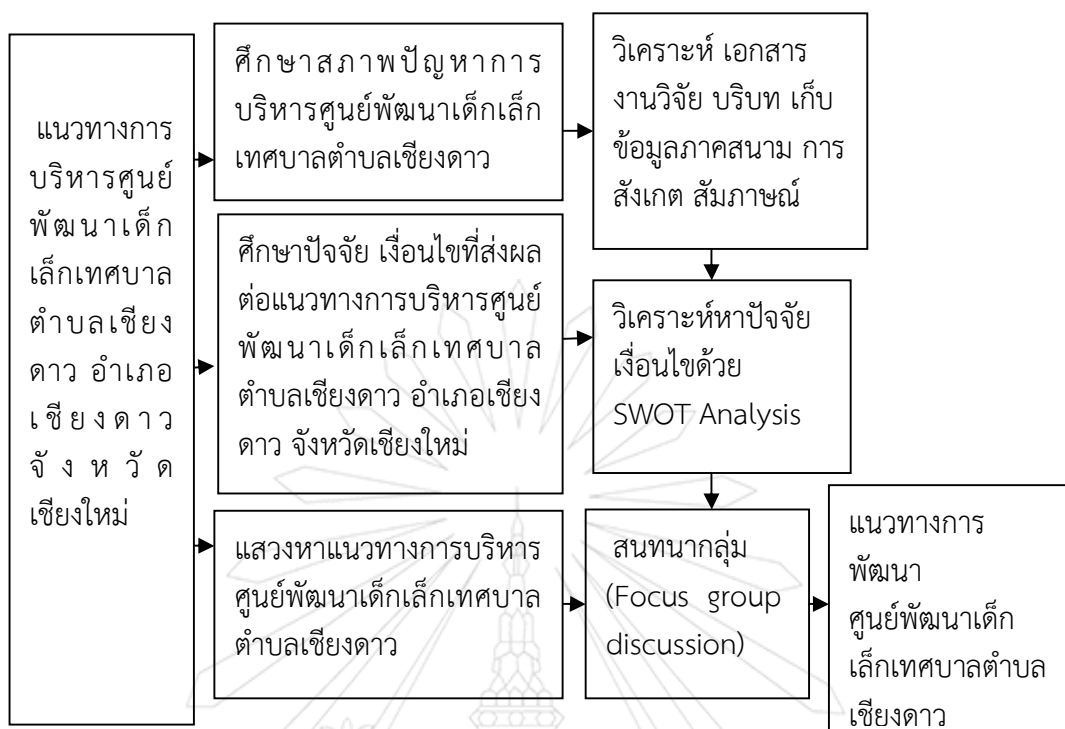 แนวทางการ
บริหารศูนย์
พัฒนาเด็ก
เล็กเทศบาล
ตำบลเชียง
ดาว อำเภอ
เชียงดาว
จังหวัด
เชียงใหม่
ศึกษาสภาพปัญหาการ
บริหารศูนย์พัฒนาเด็กเล็ก
เทศบาลตำบลเชียงดาว
วิเคราะห์ เอกสาร
งานวิจัย บริบท เก็บ
ข้อมูลภาคสนาม การ
สังเกต สัมภาษณ์
ศึกษาปัจจัย เงื่อนไขที่ส่งผล
ต่อแนวทางการบริหารศูนย์
พัฒนาเด็กเล็กเทศบาล
ตำบลเชียงดาว อำเภอเชียง
ดาว จังหวัดเชียงใหม่
วิเคราะห์หาปัจจัย
เงื่อนไขด้วย
SWOT Analysis
แสวงหาแนวทางการบริหาร
ศูนย์พัฒนาเด็กเล็กเทศบาล
ตำบลเชียงดาว
สนทนากลุ่ม
(Focus group
discussion)
แนวทางการ
พัฒนา
ศูนย์พัฒนาเด็ก
เล็กเทศบาลตำบล
เชียงดาว